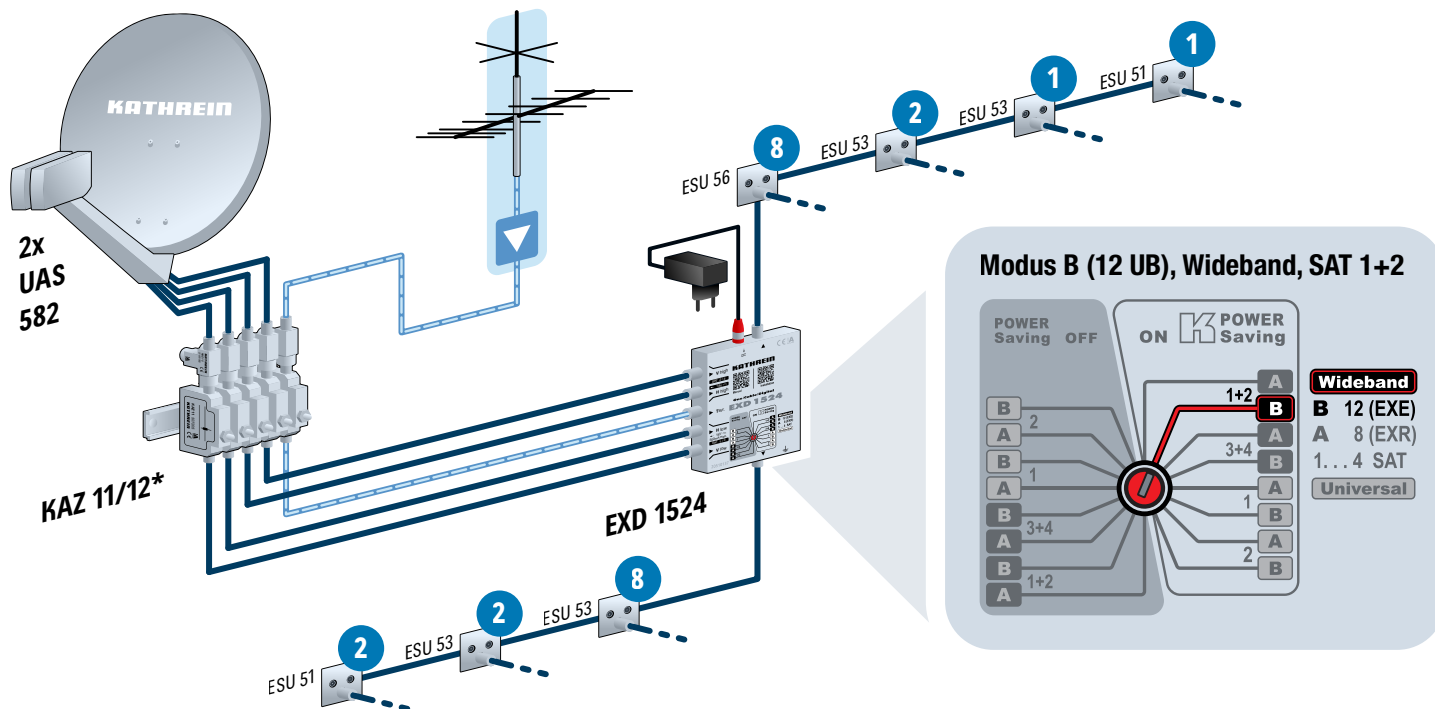 KATHREIN
2x
UAS
582
KAZ 11/12*
EXD 1524
ESU 56
8
ESU 53
2
ESU 53
1
ESU 51
1
KATHREIN
EXD 1524
ESU 53
8
ESU 53
2
ESU 51
2
Modus B (12 UB), Wideband, SAT 1+2
POWER
Saving OFF
ON K POWER
Saving
B
2
A
B
1
A
B
3+4
A
B
1+2
A
A
1+2
B
A
3+4
B
A
1
B
A
2
B
Wideband
B 12 (EXE)
A 8 (EXR)
1...4 SAT
Universal